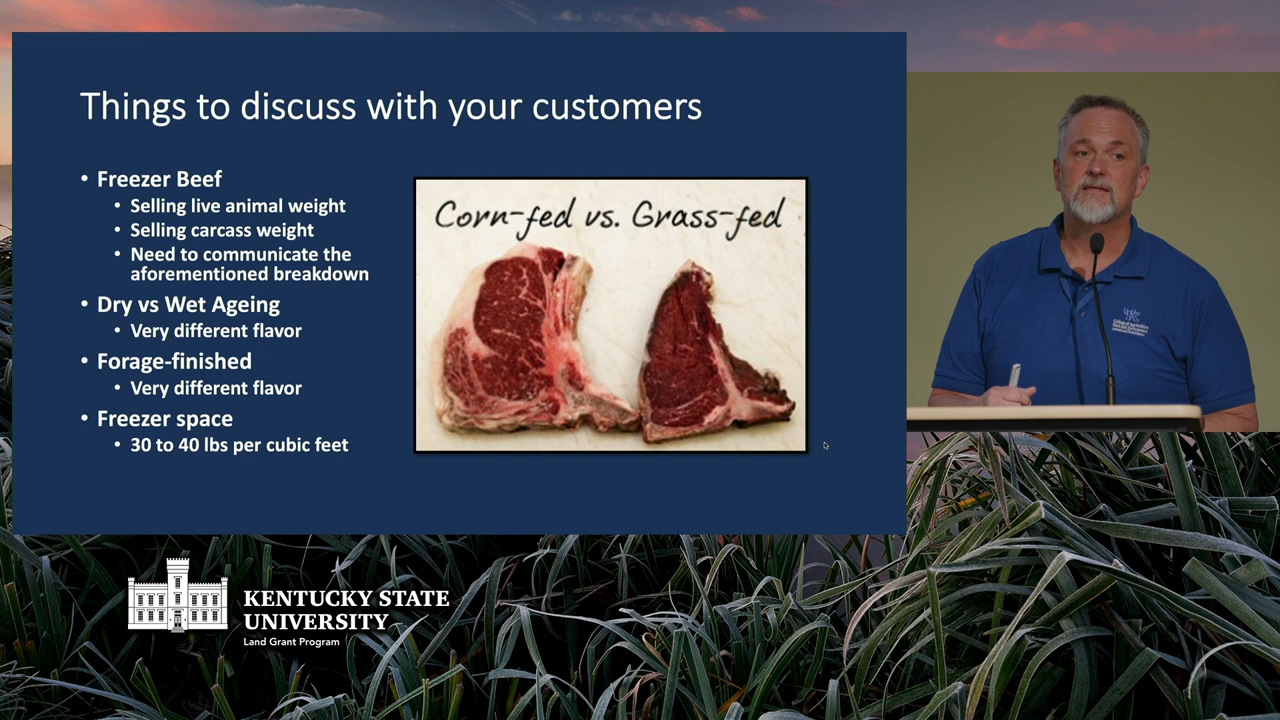 Things to discuss with your customers
• Freezer Beef
• Selling live animal weight
• Selling carcass weight
• Need to communicate the
aforementioned breakdown
• Dry vs Wet Ageing
• Very different flavor
• Forage-finished
• Very different flavor
• Freezer space
• 30 to 40 lbs per cubic feet
Corn-fed vs. Grass-fed
KENTUCKY STATE
UNIVERSITY
Land Grant Program